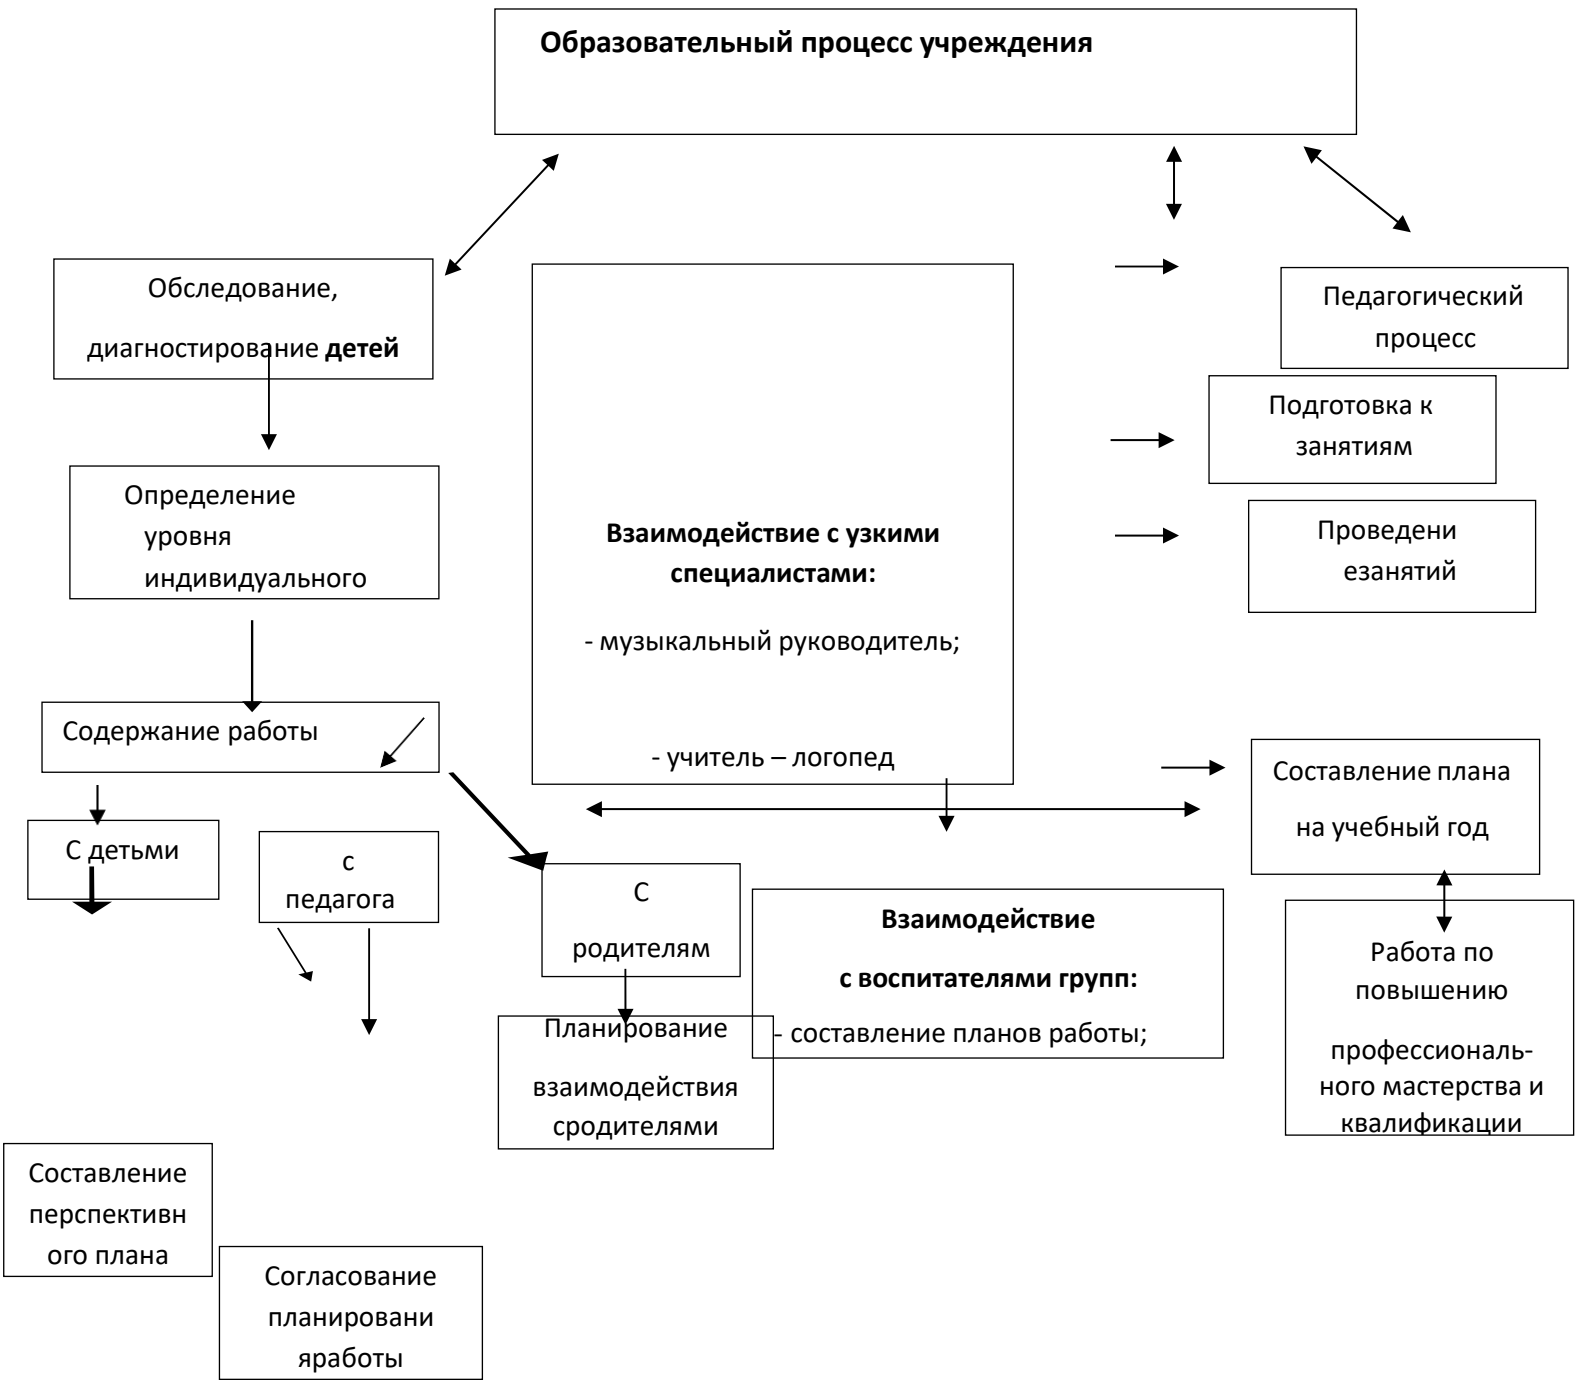 Образовательный процесс учреждения
Обследование,
диагностирование детей
Определение
уровня
индивидуального
Содержание работы
С детьми
с
педагога
С
родителям
Планирование
взаимодействия
сродителями
Составление
перспективн
ого плана
Согласование
планировани
яработы
Взаимодействие с узкими
специалистами:
- музыкальный руководитель;
- учитель – логопед
Взаимодействие
с воспитателями групп:
- составление планов работы;
Педагогический
процесс
Подготовка к
занятиям
Проведени
езанятий
Составление плана
на учебный год
Работа по
повышению
профессиональ-
ного мастерства и
квалификации